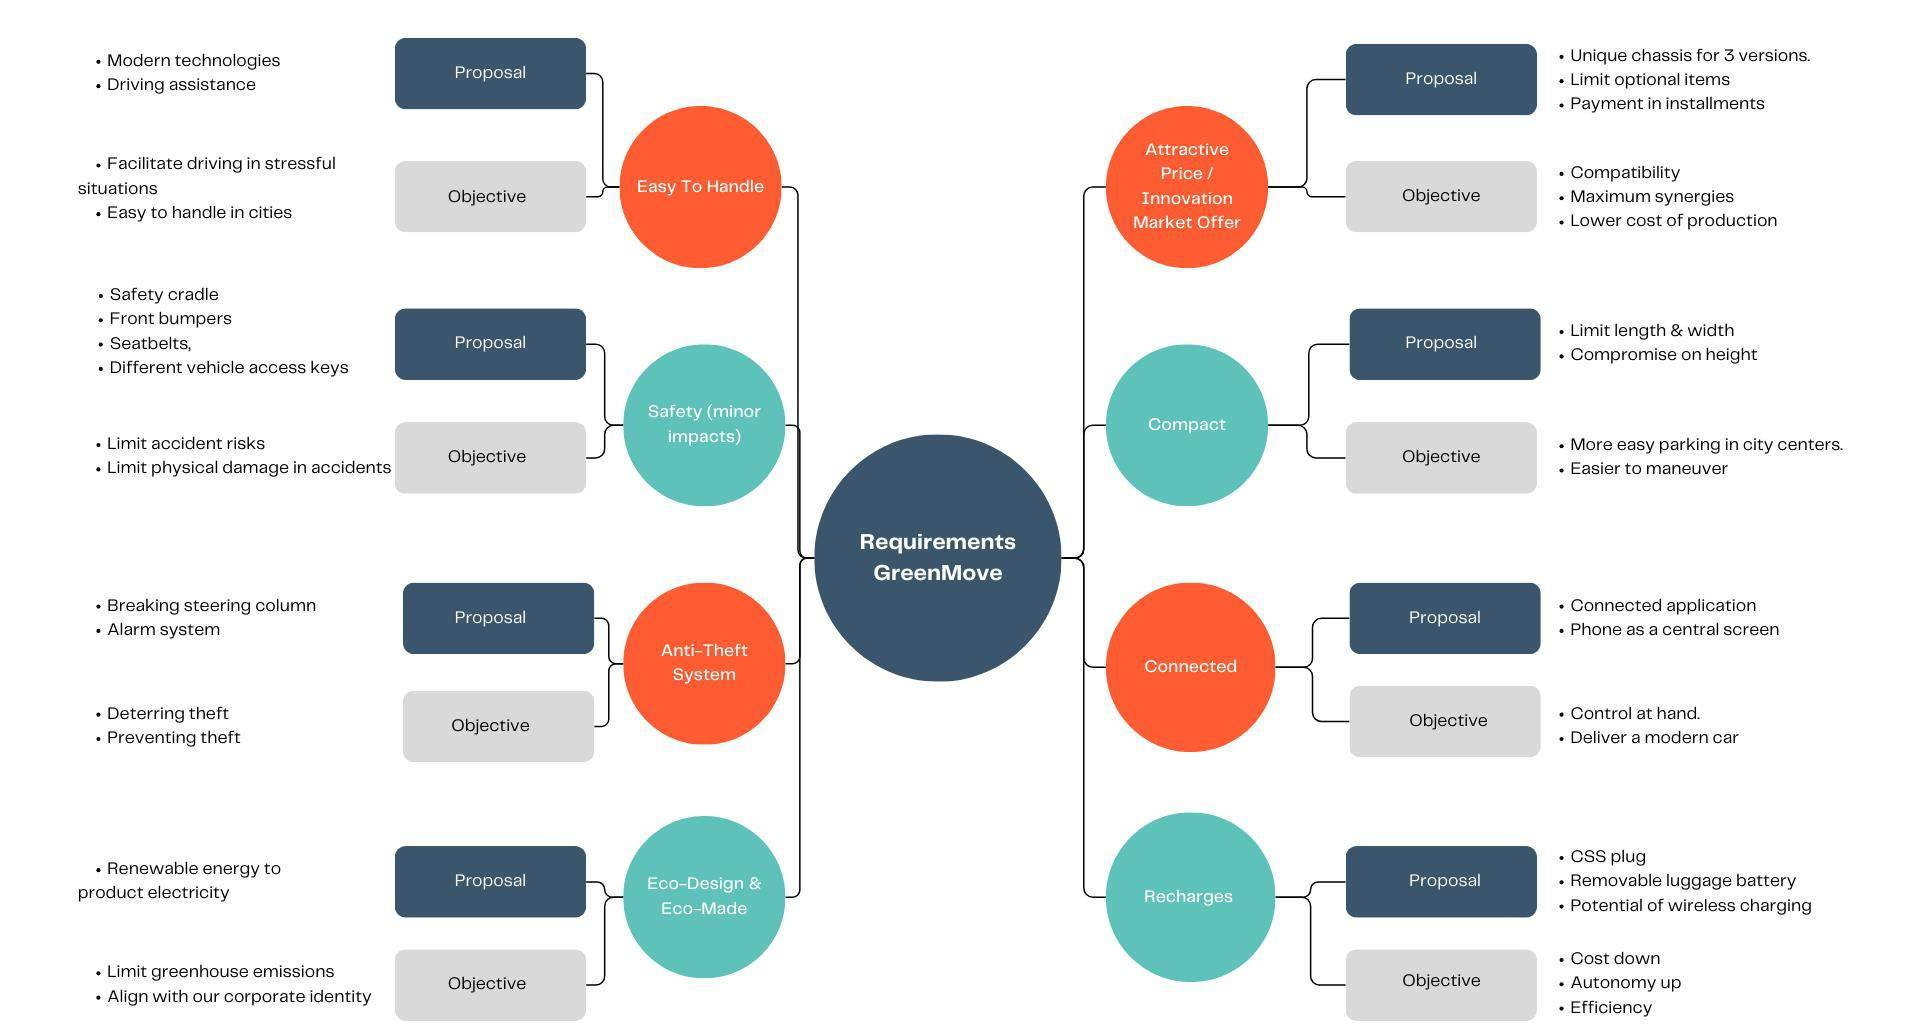 • Modern technologies
• Driving assistance
Proposal
• Facilitate driving in stressful
situations
• Easy to handle in cities
Objective
Easy To Handle
• Safety cradle
• Front bumpers
• Seatbelts,
• Different vehicle access keys
Proposal
• Limit accident risks
• Limit physical damage in accidents
Objective
Safety (minor
impacts)
• Breaking steering column
• Alarm system
Proposal
• Deterring theft
• Preventing theft
Objective
Anti-Theft
System
• Renewable energy to
product electricity
Proposal
• Limit greenhouse emissions
• Align with our corporate identity
Objective
Eco-Design &
Eco-Made
Requirements
GreenMove
Attractive
Price /
Innovation
Market Offer
Proposal
• Unique chassis for 3 versions.
• Limit optional items
• Payment in installments
Objective
• Compatibility
• Maximum synergies
• Lower cost of production
Compact
Proposal
• Limit length & width
• Compromise on height
Objective
• More easy parking in city centers.
• Easier to maneuver
Connected
Proposal
• Connected application
• Phone as a central screen
Objective
• Control at hand.
• Deliver a modern car
Recharges
Proposal
• CSS plug
• Removable luggage battery
• Potential of wireless charging
Objective
• Cost down
• Autonomy up
• Efficiency